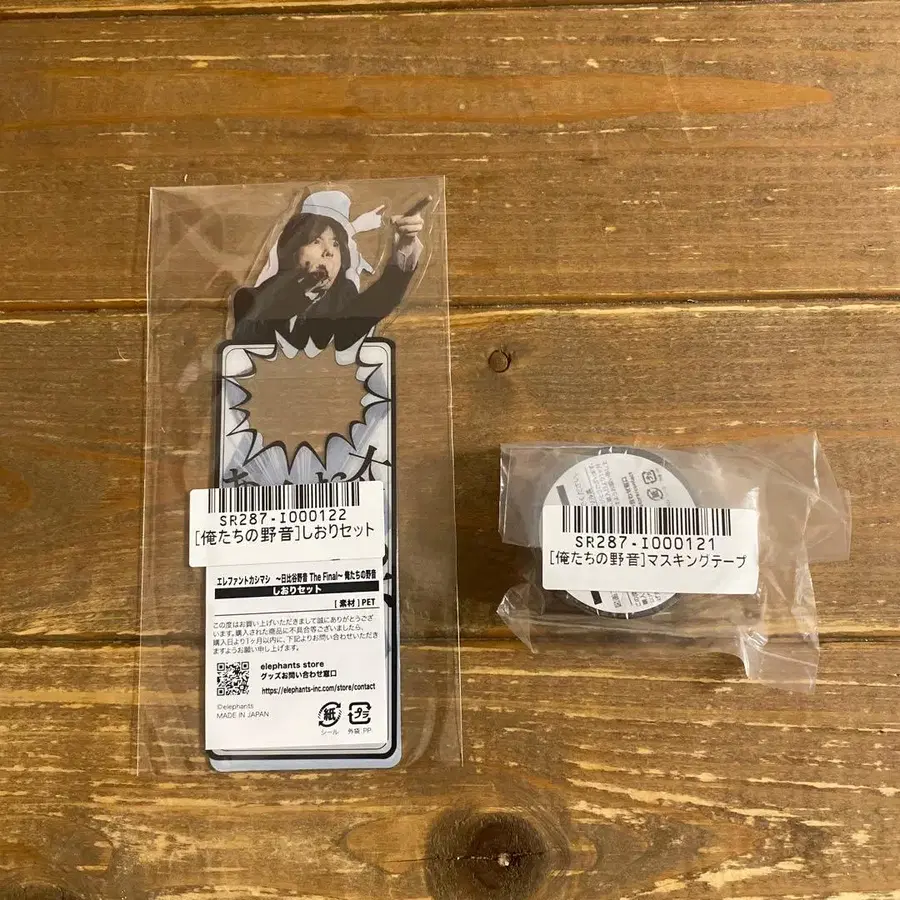 SR287-I000122
[俺たちの野音]しおりセット
エレファントカシマシ ～日比谷野音 The Final～ 俺たちの野音
しおりセット
[ 素材 ] PET
この度はお買い上げいただきまして誠にありがとうござ
います。購入された商品に不具合等ございましたら、
購入日より1ヶ月以内に、下記よりお問い合わせいただき
ますようお願い申し上げます。
elephants store
グッズお問い合わせ窓口
https://elephants-inc.com/store/contact
©elephants
MADE IN JAPAN
紙
シール
プラ
外袋 PP
SR287-I000121
[俺たちの野音]マスキングテープ